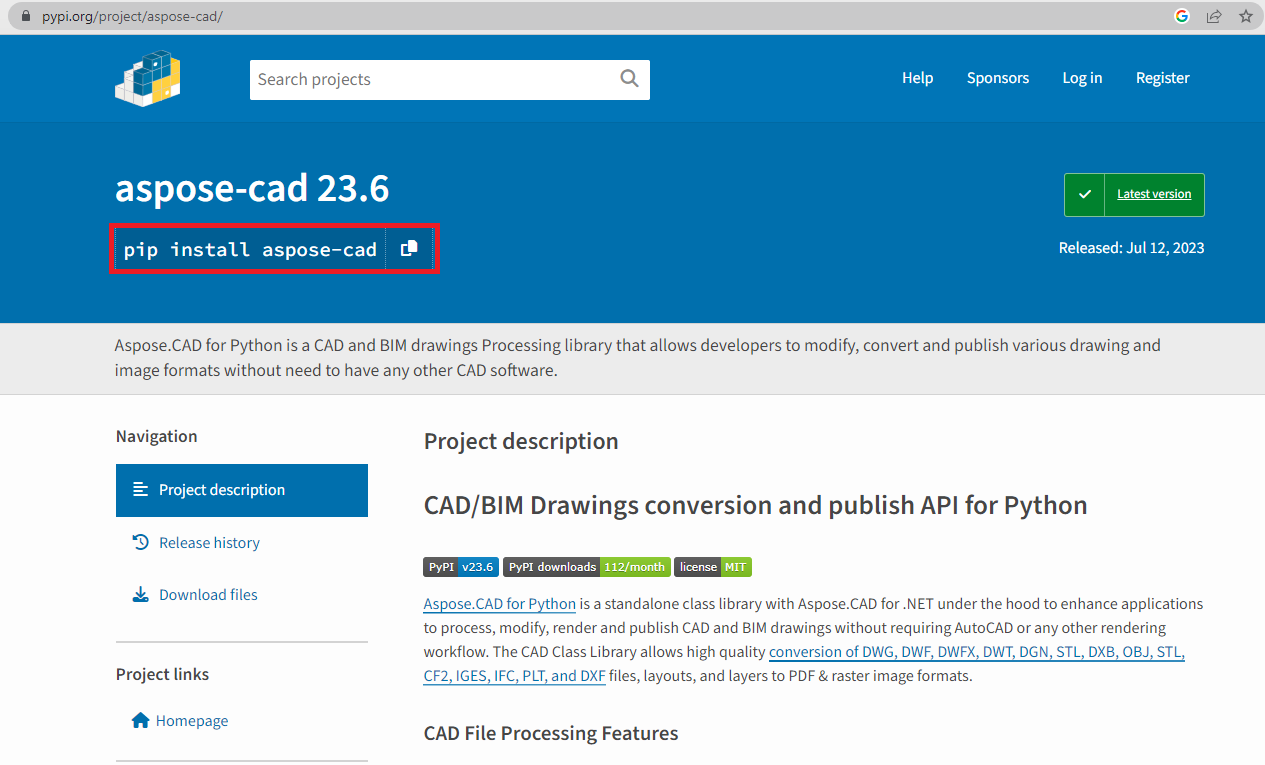 pypi.org/project/aspose-cad/
Search projects
Help Sponsors Log in Register
aspose-cad 23.6
pip install aspose-cad
Latest version
Released: Jul 12, 2023
Aspose.CAD for Python is a CAD and BIM drawings Processing library that allows developers to modify, convert and publish various drawing and
image formats without need to have any other CAD software.
Navigation
Project description
Release history
Download files
Project links
Homepage
Project description
CAD/BIM Drawings conversion and publish API for Python
PyPI v23.6 PyPI downloads 112/month license MIT
Aspose.CAD for Python is a standalone class library with Aspose.CAD for .NET under the hood to enhance applications
to process, modify, render and publish CAD and BIM drawings without requiring AutoCAD or any other rendering
workflow. The CAD Class Library allows high quality conversion of DWG, DWF, DWFX, DWT, DGN, STL, DXB, OBJ, STL,
CF2, IGES, IFC, PLT, and DXF files, layouts, and layers to PDF & raster image formats.
CAD File Processing Features